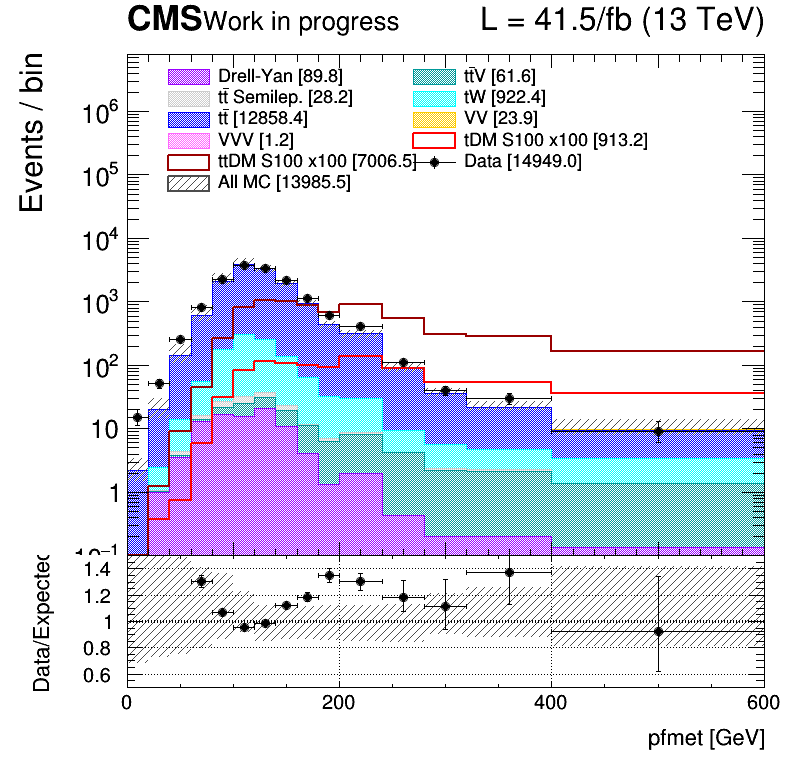 CMS Work in progress L = 41.5/fb (13 TeV)
Events / bin
Drell-Yan [89.8] tt̄V [61.6]
tt̄ Semilep. [28.2] tW [922.4]
tt̄ [12858.4] VV [23.9]
VVV [1.2] tDM S100 x100 [913.2]
ttDM S100 x100 [7006.5] Data [14949.0]
All MC [13985.5]
10⁶
10⁵
10⁴
10³
10²
10
1
10⁻¹
Data/Expected
1.4
1.2
1
0.8
0.6
0 200 400 600
pfmet [GeV]